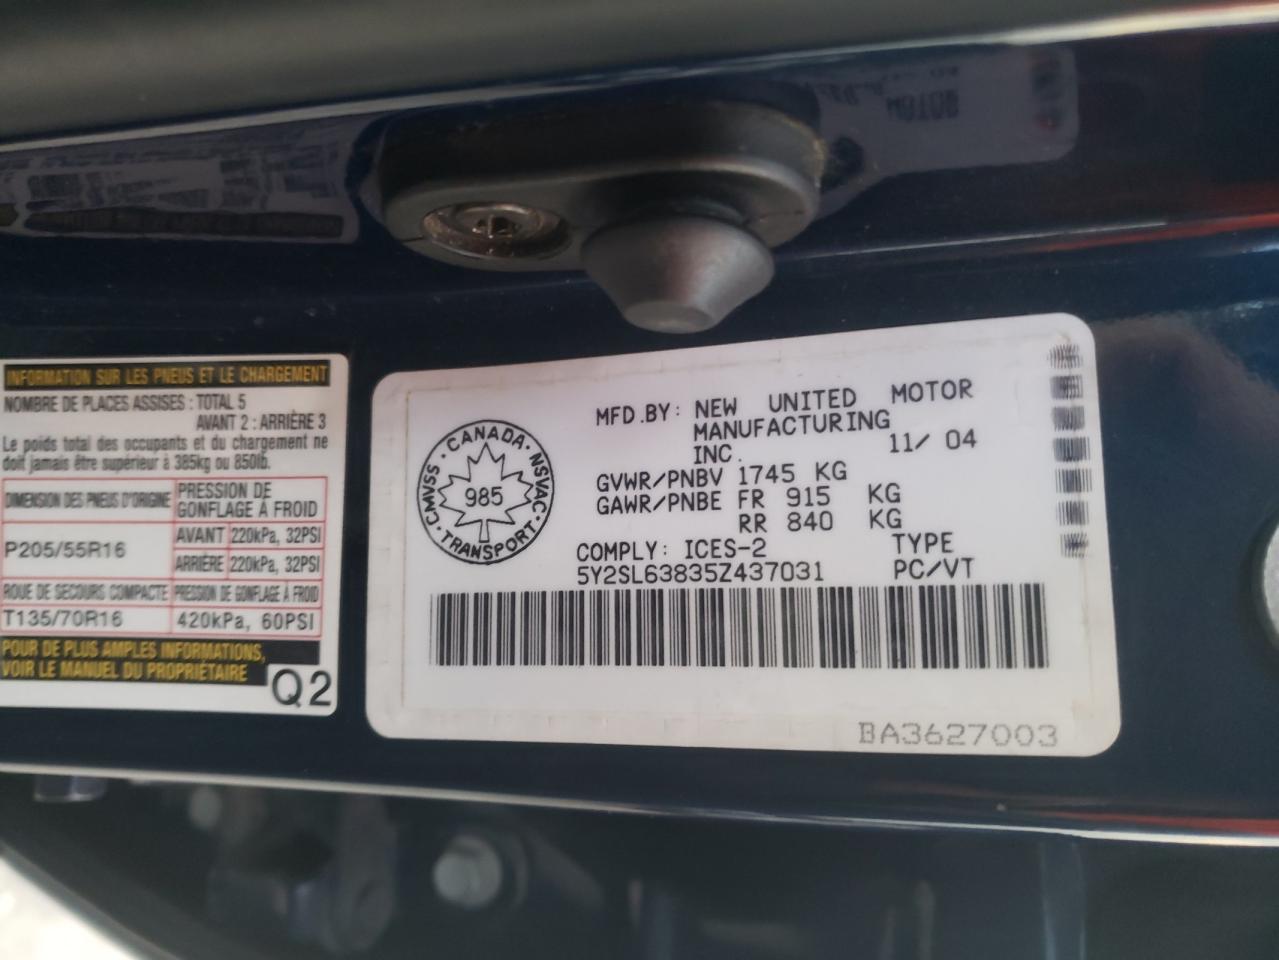 INFORMATION SUR LES PNEUS ET LE CHARGEMENT
NOMBRE DE PLACES ASSISES : TOTAL 5
AVANT 2 : ARRIÈRE 3
Le poids total des occupants et du chargement ne
doit jamais être supérieur à 385kg ou 850lb.
DIMENSION DES PNEUS D'ORIGINE
PRESSION DE
GONFLAGE À FROID
P205/55R16
AVANT 220kPa, 32PSI
ARRIÈRE 220kPa, 32PSI
ROUE DE SECOURS COMPACTE
PRESSION DE GONFLAGE À FROID
T135/70R16
420kPa, 60PSI
POUR DE PLUS AMPLES INFORMATIONS,
VOIR LE MANUEL DU PROPRIÉTAIRE
Q2
CANADA
CMVSS
985
NSVAC
TRANSPORT
MFD.BY: NEW UNITED MOTOR
MANUFACTURING
INC. 11/ 04
GVWR/PNBV 1745 KG
GAWR/PNBE FR 915 KG
RR 840 KG
COMPLY: ICES-2 TYPE
5Y2SL63835Z437031 PC/VT
BA3627003